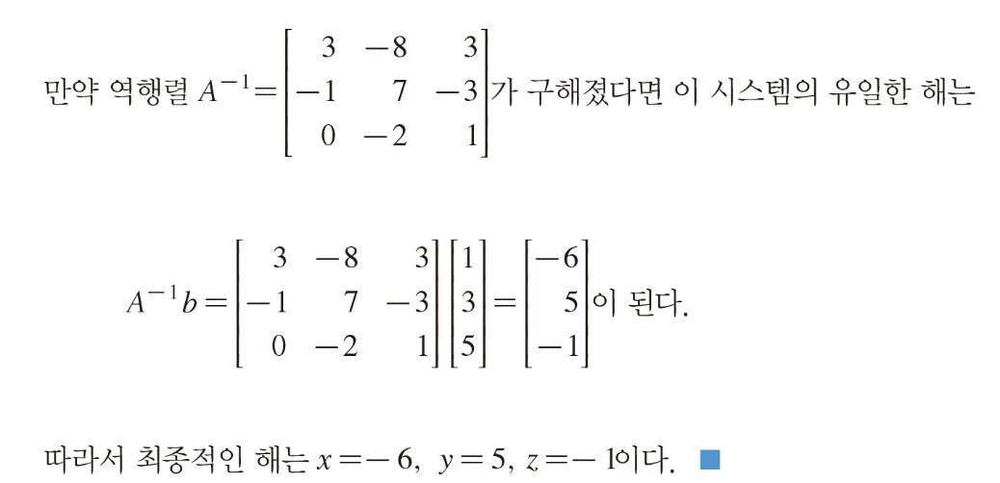 만약 역행렬 A⁻¹ = [3 −8 3; −1 7 −3; 0 −2 1]가 구해졌다면 이 시스템의 유일한 해는
A⁻¹b = [3 −8 3; −1 7 −3; 0 −2 1][1; 3; 5] = [−6; 5; −1]이 된다.
따라서 최종적인 해는 x = − 6, y = 5, z = − 1이다. ■